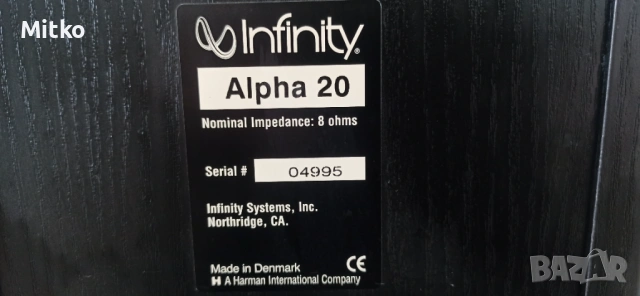 Mitko
Infinity®
Alpha 20
Nominal Impedance: 8 ohms
Serial # 04995
Infinity Systems, Inc.
Northridge, CA.
Made in Denmark
H A Harman International Company
CE
BAZAR